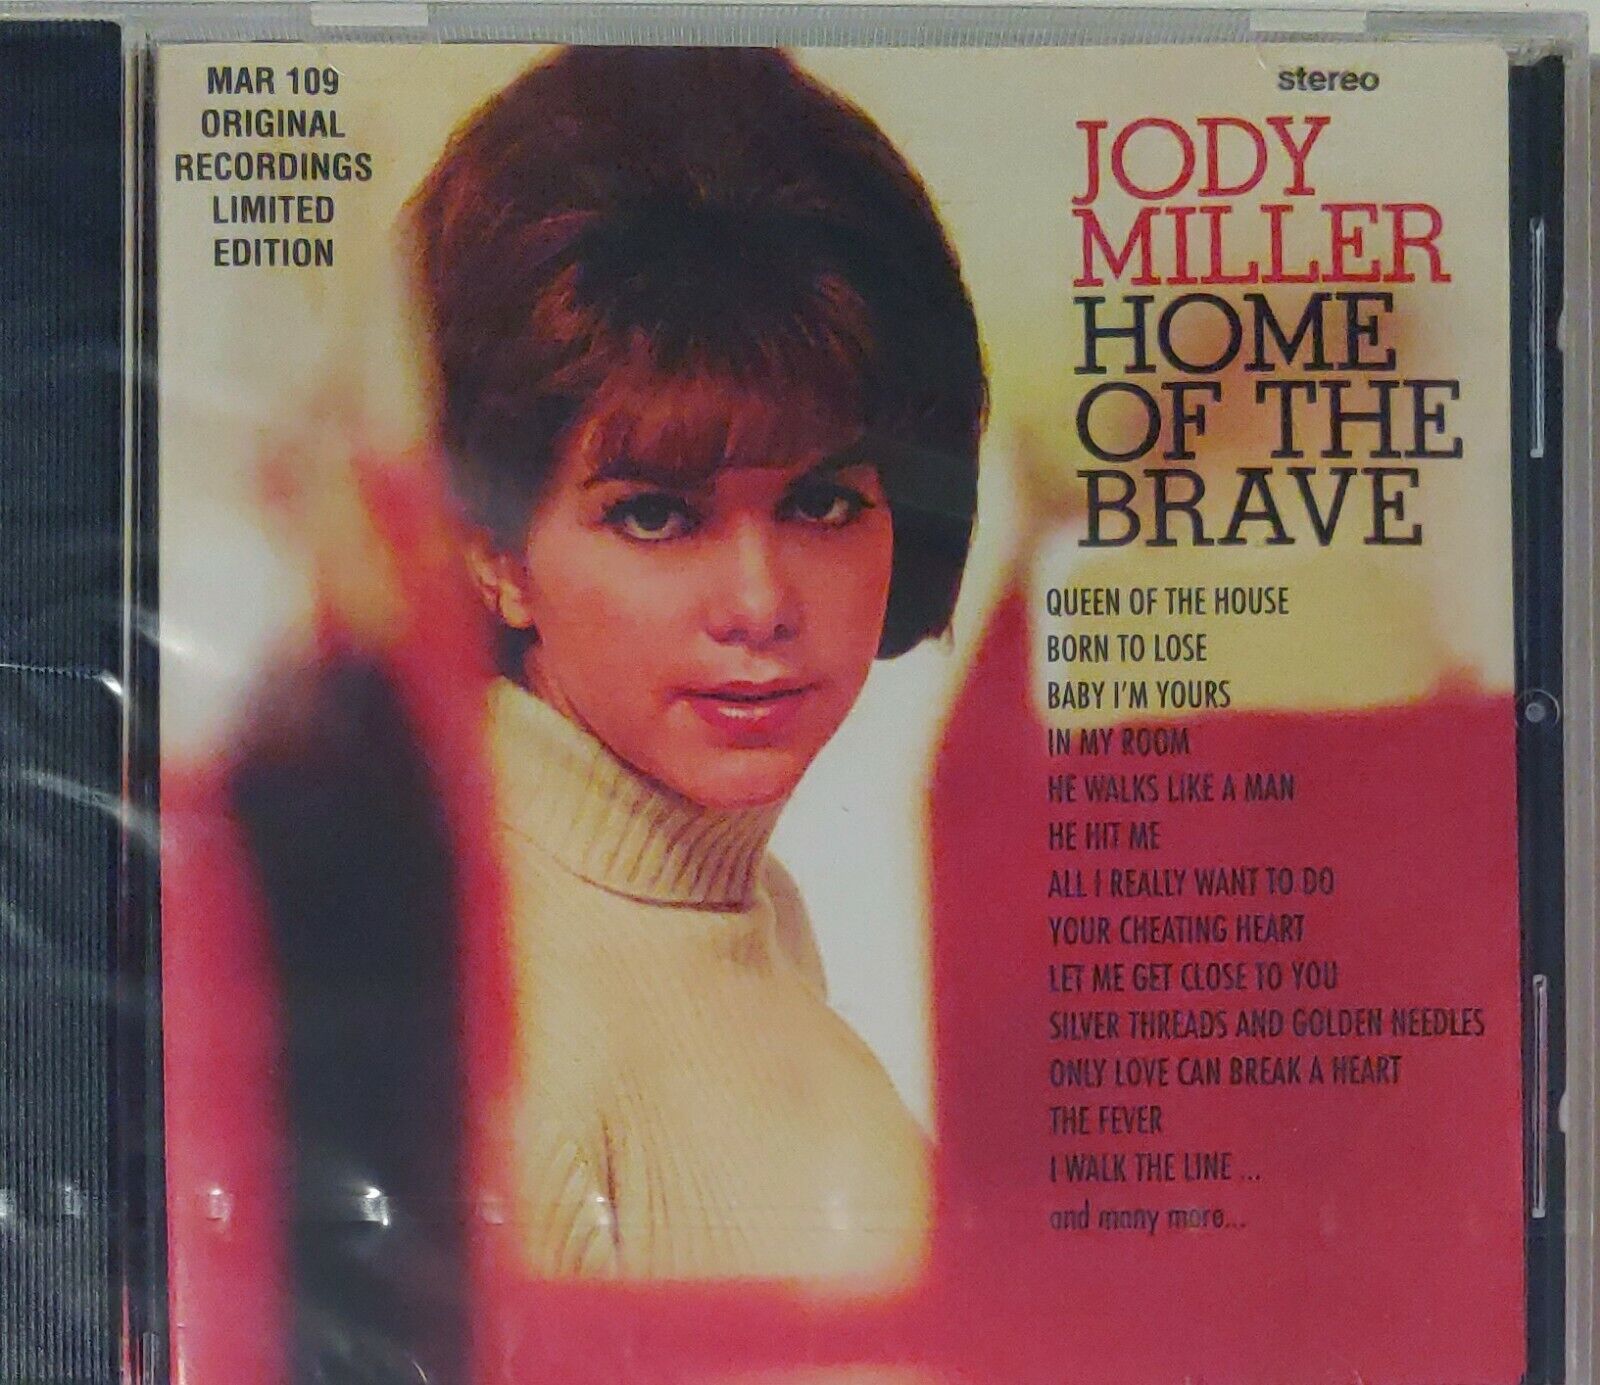 MAR 109
ORIGINAL
RECORDINGS
LIMITED
EDITION
stereo
JODY
MILLER
HOME
OF THE
BRAVE
QUEEN OF THE HOUSE
BORN TO LOSE
BABY I'M YOURS
IN MY ROOM
HE WALKS LIKE A MAN
HE HIT ME
ALL I REALLY WANT TO DO
YOUR CHEATING HEART
LET ME GET CLOSE TO YOU
SILVER THREADS AND GOLDEN NEEDLES
ONLY LOVE CAN BREAK A HEART
THE FEVER
I WALK THE LINE ...
and many more...